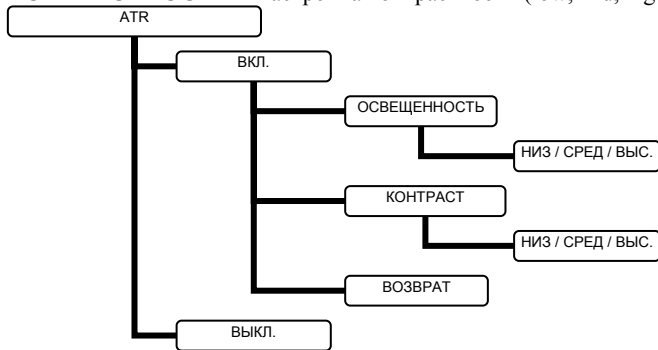 ATR
ВКЛ.
ОСВЕЩЕННОСТЬ
НИЗ / СРЕД / ВЫС.
КОНТРАСТ
НИЗ / СРЕД / ВЫС.
ВОЗВРАТ
ВЫКЛ.